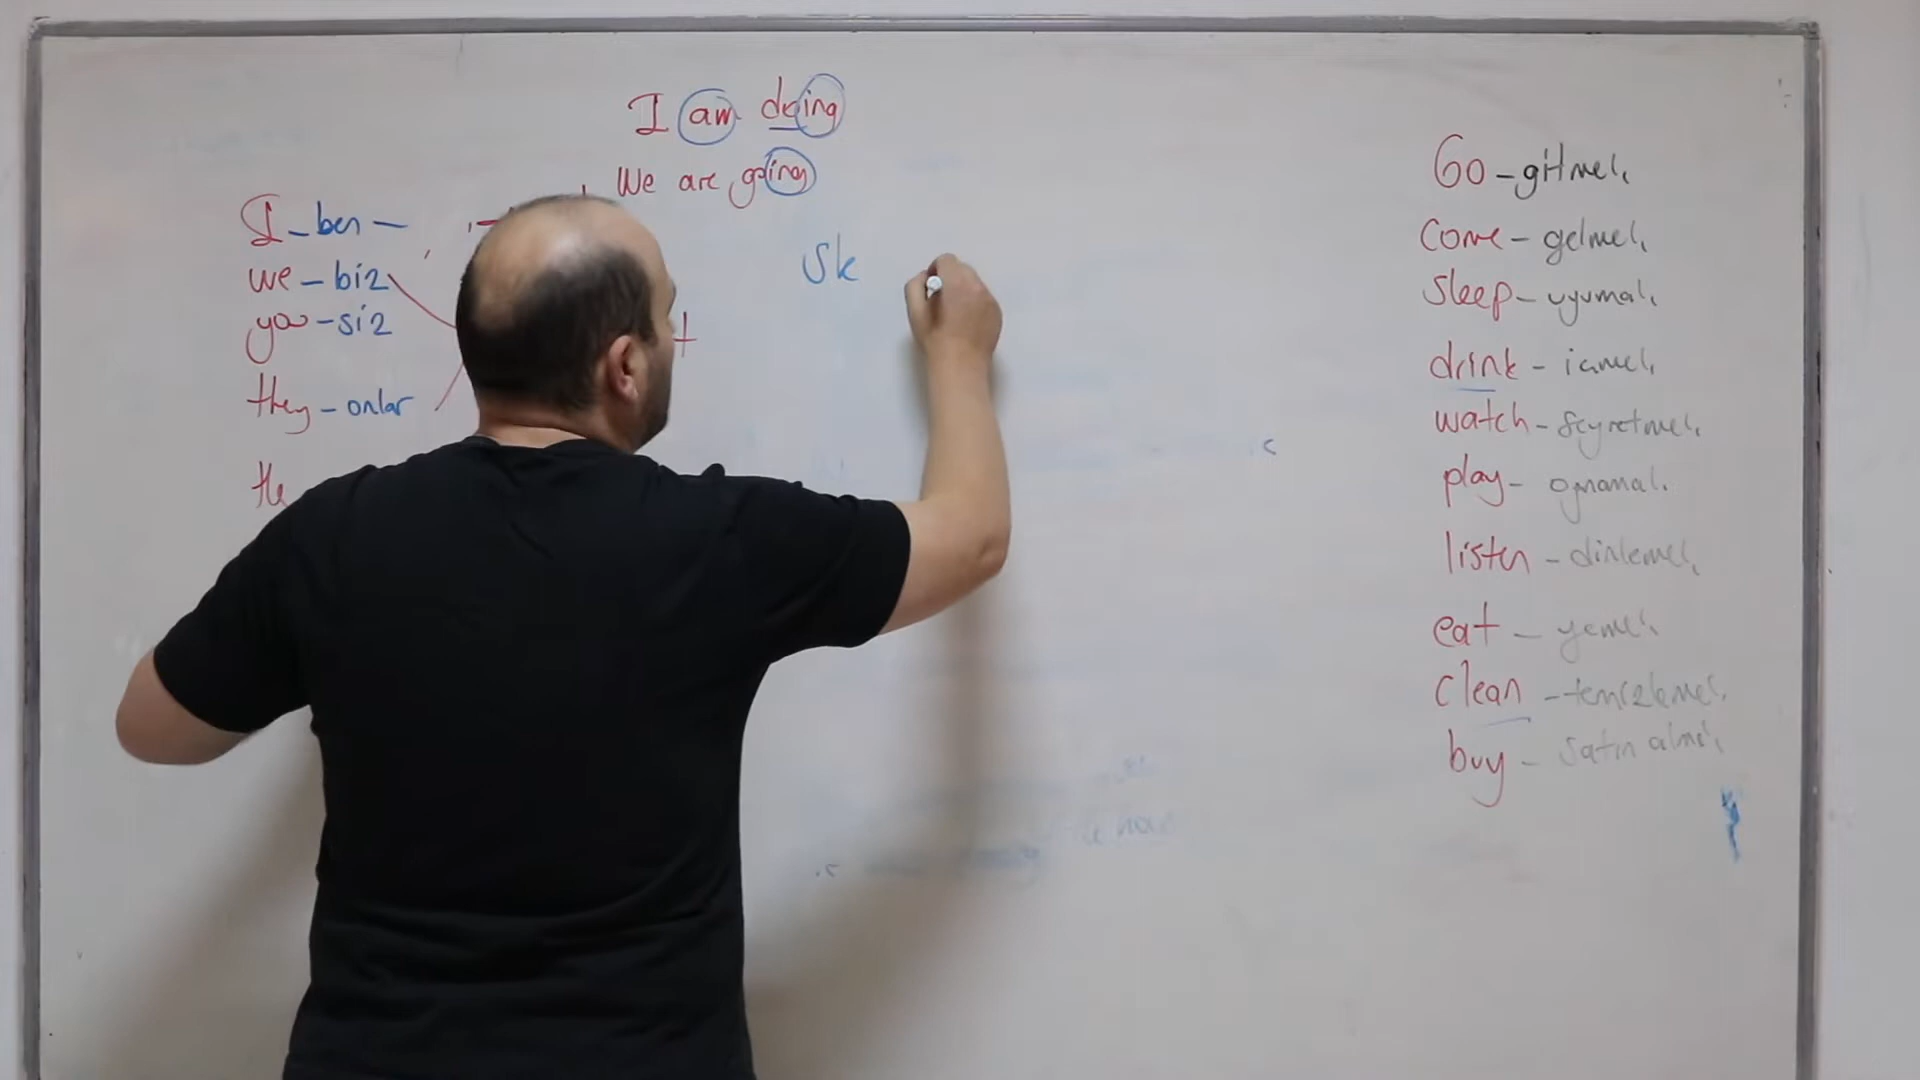 I am doing
We are going
I - ben -
we - biz
you - siz
they - onlar
Go - gitmek
Come - gelmek
Sleep - uyumak
drink - içmek
watch - seyretmek
play - oynamak
listen - dinlemek
eat - yemek
clean - temizlemek
buy - satın almak